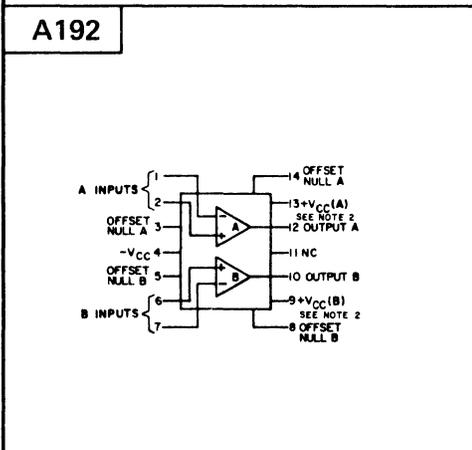 A192
1
A INPUTS
2
OFFSET
NULL A 3
-VCC 4
OFFSET
NULL B 5
B INPUTS
6
7
A
B
14 OFFSET
NULL A
13 +VCC(A)
SEE NOTE 2
12 OUTPUT A
11 NC
10 OUTPUT B
9 +VCC(B)
SEE NOTE 2
8 OFFSET
NULL B